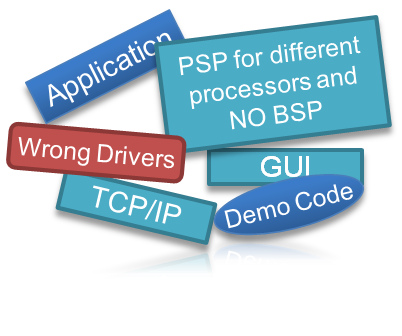 Application
PSP for different
processors and
NO BSP
Wrong Drivers
GUI
TCP/IP
Demo Code